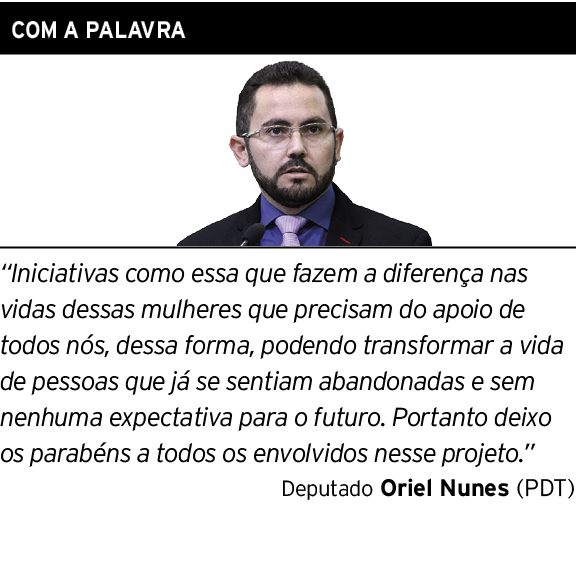 COM A PALAVRA
“Iniciativas como essa que fazem a diferença nas
vidas dessas mulheres que precisam do apoio de
todos nós, dessa forma, podendo transformar a vida
de pessoas que já se sentiam abandonadas e sem
nenhuma expectativa para o futuro. Portanto deixo
os parabéns a todos os envolvidos nesse projeto.”
Deputado Oriel Nunes (PDT)